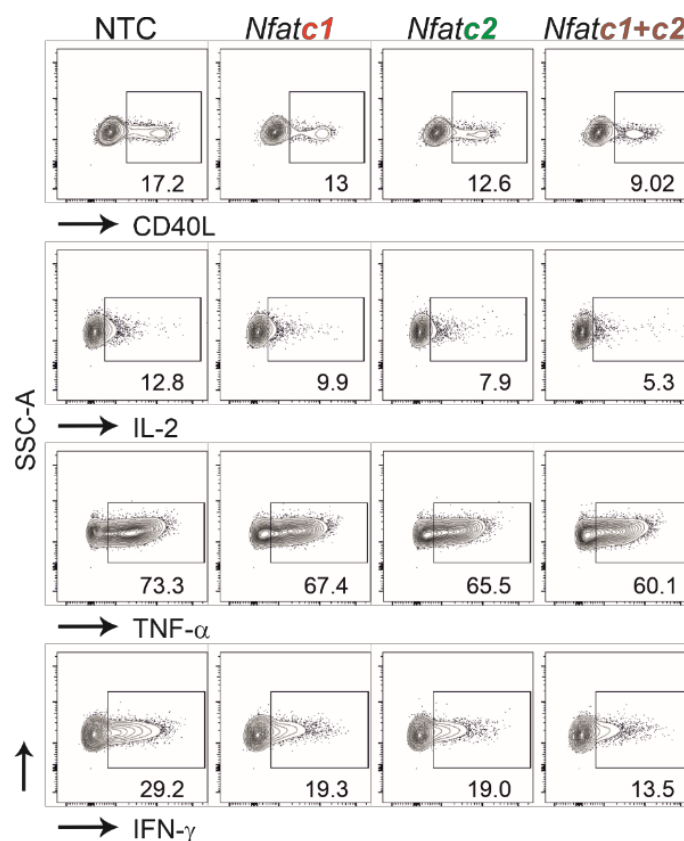 NTC Nfatc1 Nfatc2 Nfatc1+c2
17.2 13 12.6 9.02
CD40L
12.8 9.9 7.9 5.3
IL-2
SSC-A
73.3 67.4 65.5 60.1
TNF-α
29.2 19.3 19.0 13.5
IFN-γ